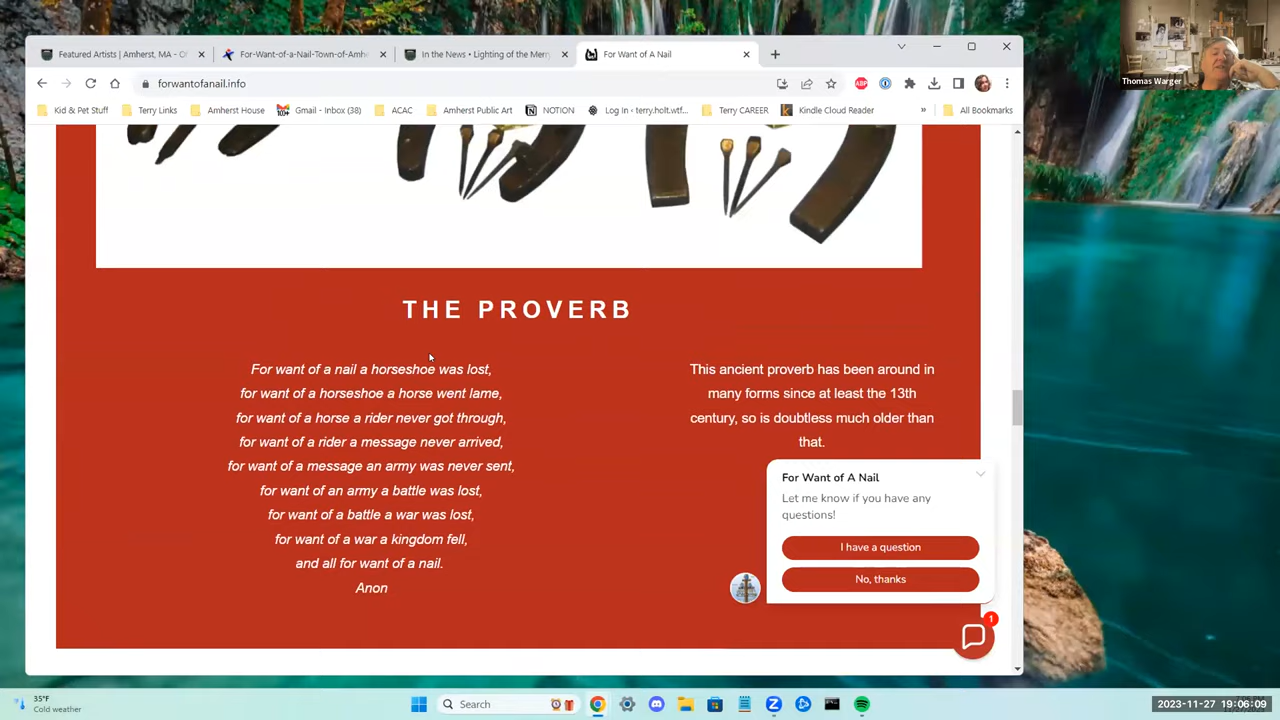 Featured Artists | Amherst, MA - Of
For-Want-of-a-Nail-Town-of-Amhe
In the News • Lighting of the Merr
For Want of A Nail
forwantofanail.info
Kid & Pet Stuff
Terry Links
Amherst House
Gmail - Inbox (38)
ACAC
Amherst Public Art
NOTION
Log In - terry.holt.wtf...
Terry CAREER
Kindle Cloud Reader
»
All Bookmarks
Thomas Warger
THE PROVERB
For want of a nail a horseshoe was lost,
for want of a horseshoe a horse went lame,
for want of a horse a rider never got through,
for want of a rider a message never arrived,
for want of a message an army was never sent,
for want of an army a battle was lost,
for want of a battle a war was lost,
for want of a war a kingdom fell,
and all for want of a nail.
Anon
This ancient proverb has been around in
many forms since at least the 13th
century, so is doubtless much older than
that.
For Want of A Nail
Let me know if you have any
questions!
I have a question
No, thanks
1
35°F
Cold weather
Search
2023-11-27 19:06:09